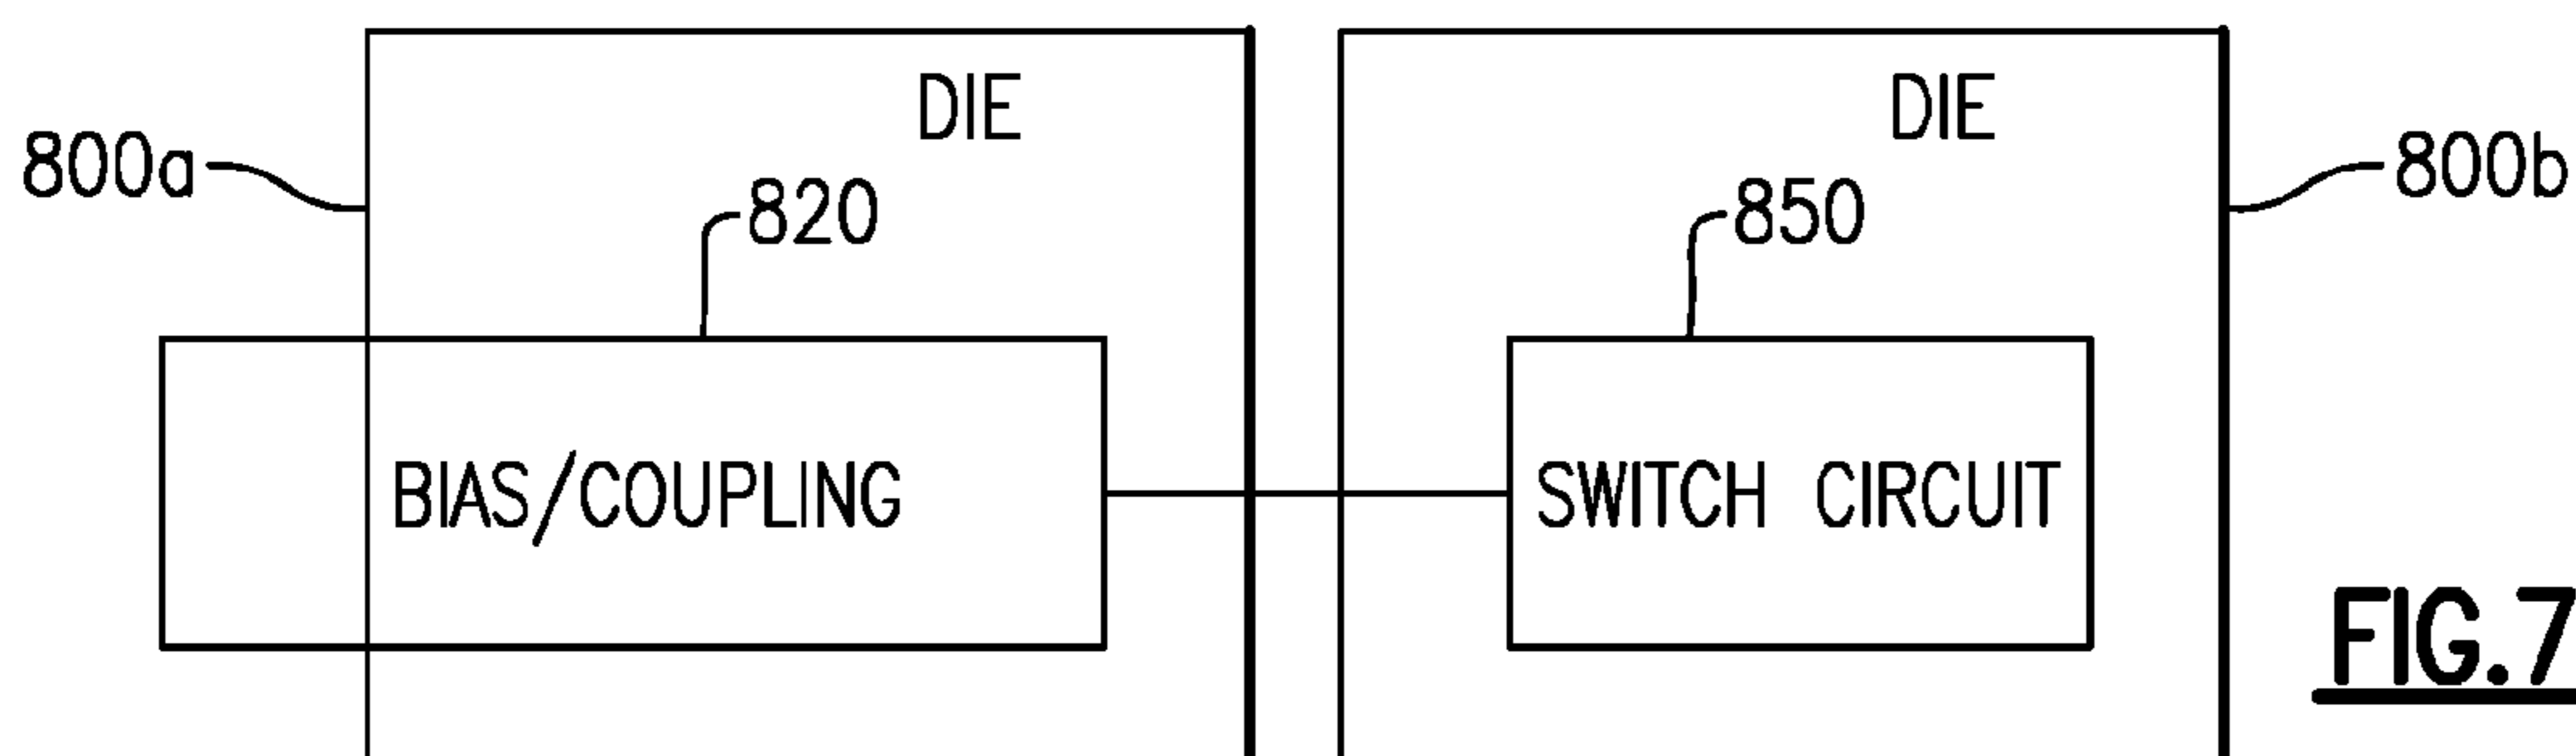 DIE
DIE
800a
800b
820
850
BIAS/COUPLING
SWITCH CIRCUIT
FIG.7